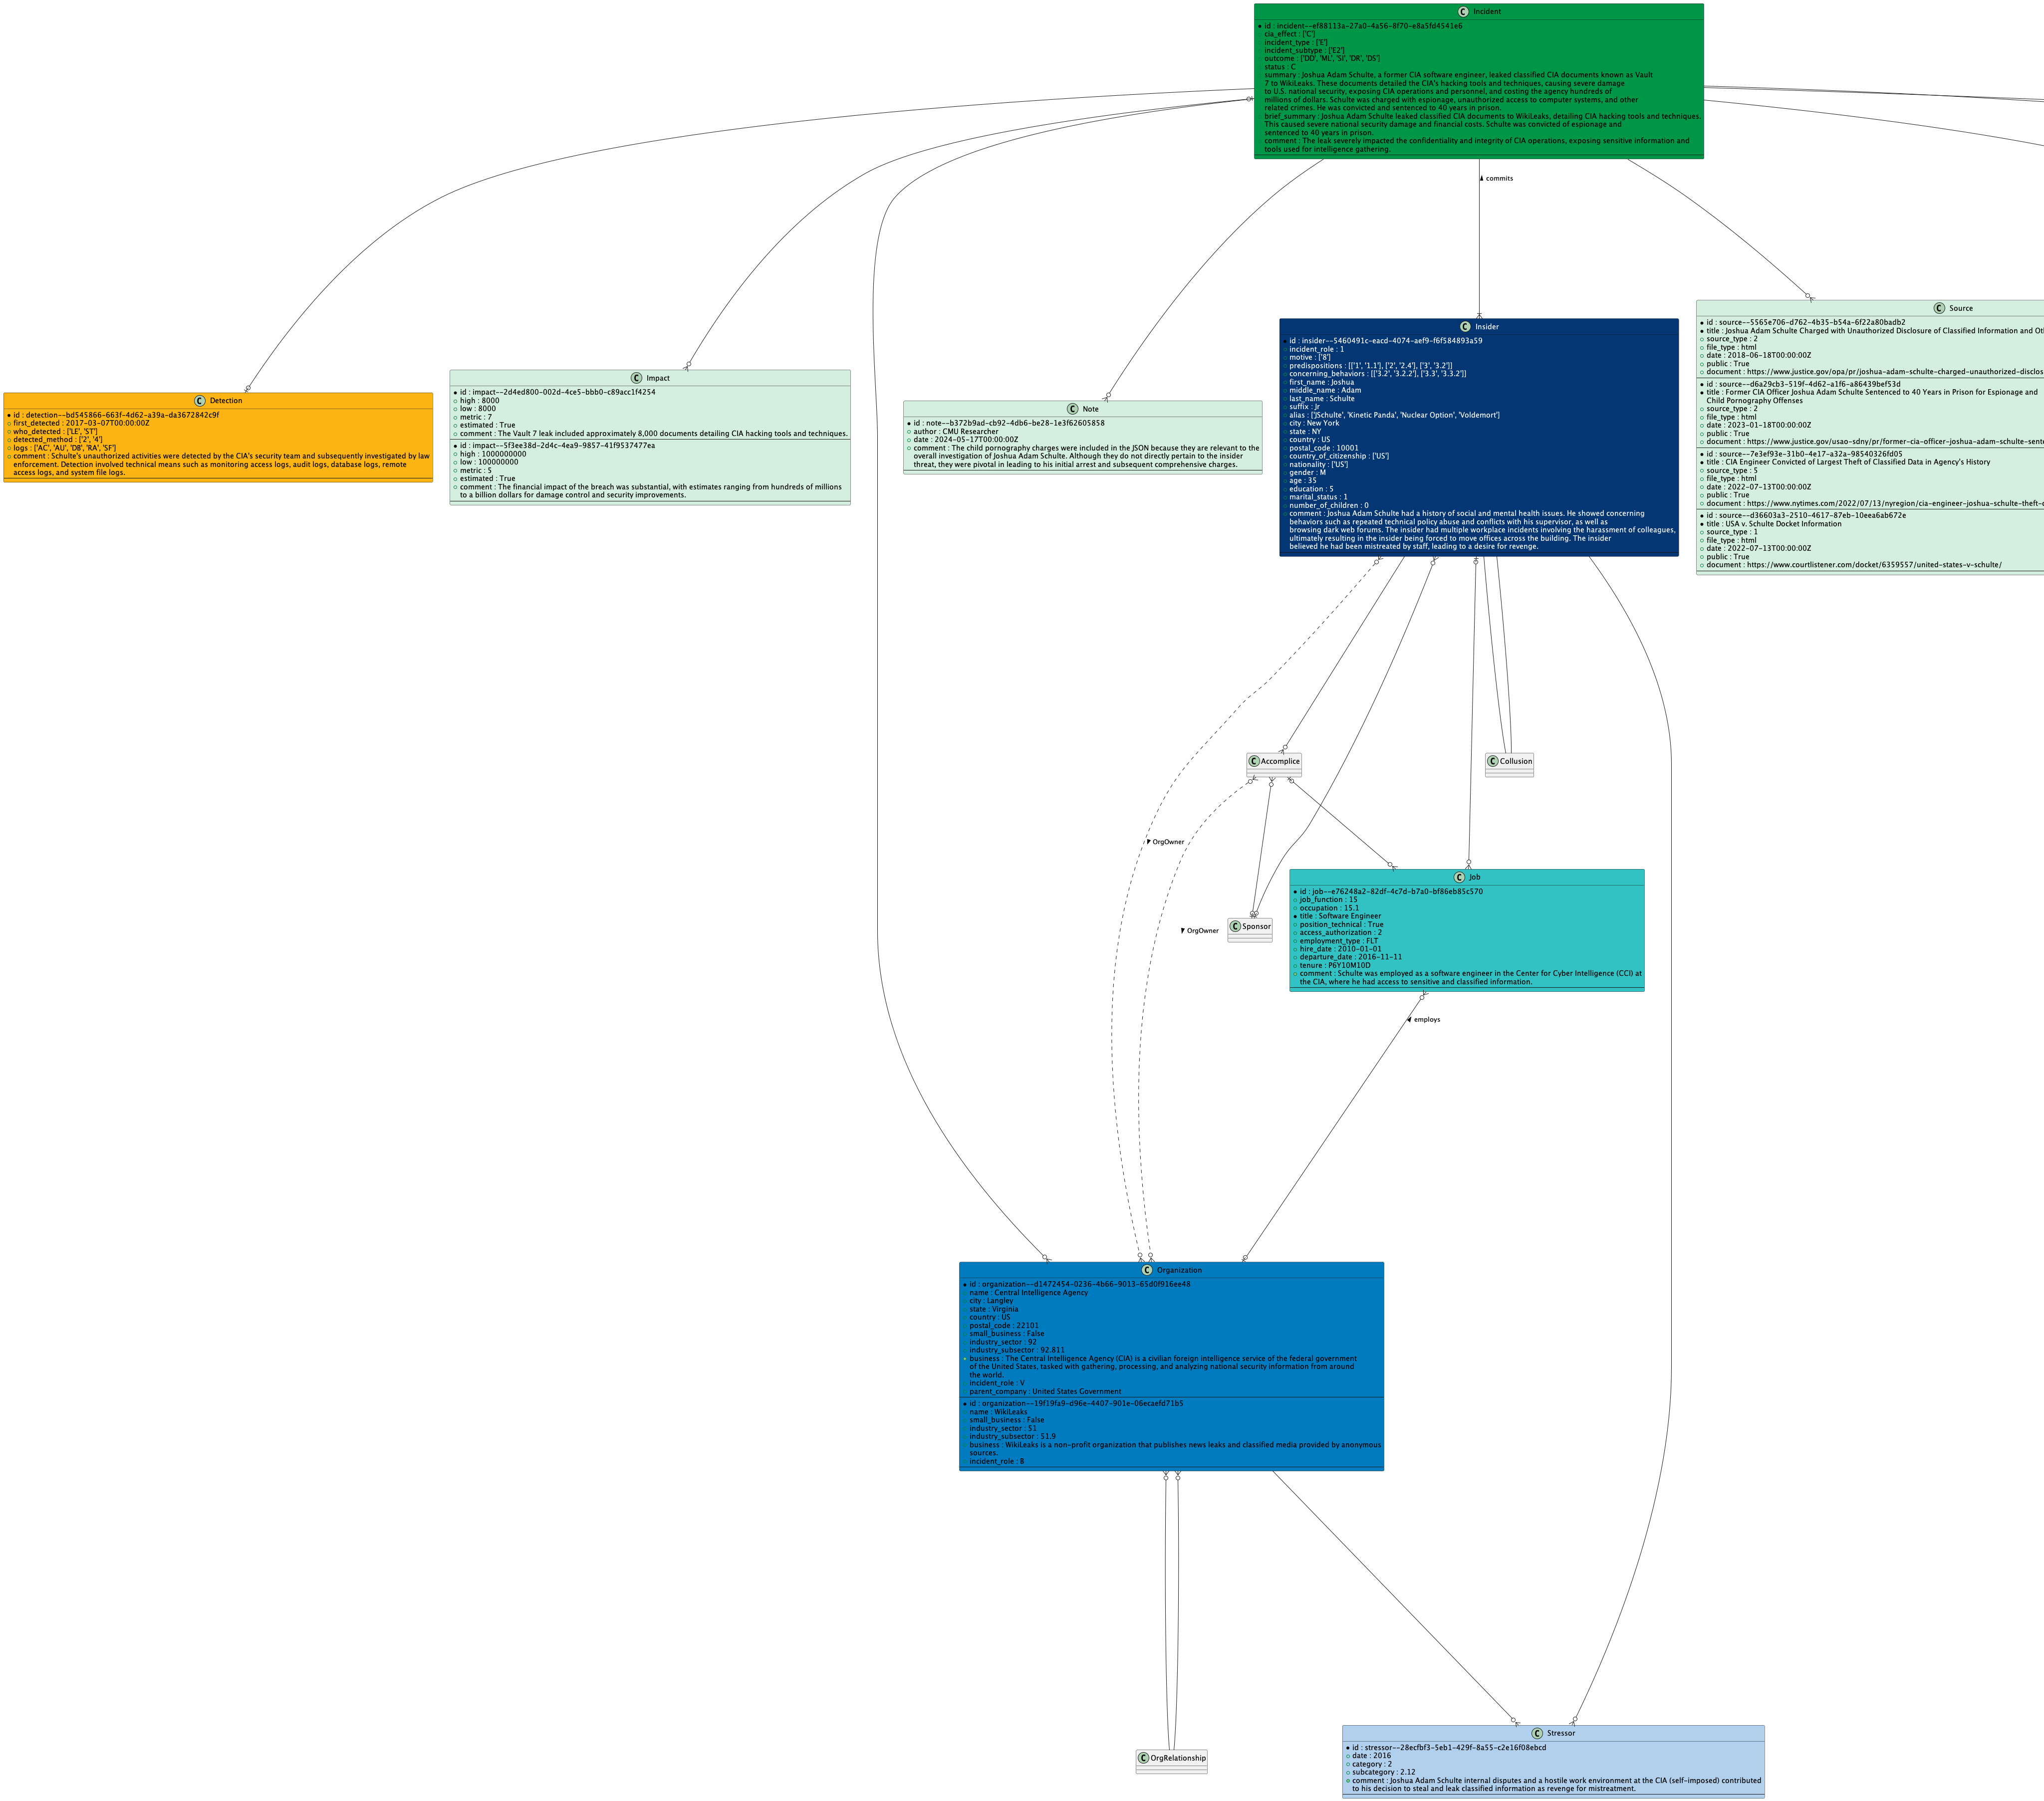 Incident
id : incident--ef88113a-27a0-4a56-8f70-e8a5fd4541e6
cia_effect : ['C']
incident_type : ['E']
incident_subtype : ['E2']
outcome : ['DD', 'ML', 'SI', 'DR', 'DS']
status : C
summary : Joshua Adam Schulte, a former CIA software engineer, leaked classified CIA documents known as Vault
7 to WikiLeaks. These documents detailed the CIA's hacking tools and techniques, causing severe damage
to U.S. national security, exposing CIA operations and personnel, and costing the agency hundreds of
millions of dollars. Schulte was charged with espionage, unauthorized access to computer systems, and other
related crimes. He was convicted and sentenced to 40 years in prison.
brief_summary : Joshua Adam Schulte leaked classified CIA documents to WikiLeaks, detailing CIA hacking tools and techniques.
This caused severe national security damage and financial costs. Schulte was convicted of espionage and
sentenced to 40 years in prison.
comment : The leak severely impacted the confidentiality and integrity of CIA operations, exposing sensitive information and
tools used for intelligence gathering.
commits
Source
id : source--5565e706-d762-4b35-b54a-6f22a80badb2
title : Joshua Adam Schulte Charged with Unauthorized Disclosure of Classified Information and Ot
source_type : 2
file_type : html
date : 2018-06-18T00:00:00Z
public : True
document : https://www.justice.gov/opa/pr/joshua-adam-schulte-charged-unauthorized-disclos
id : source--d6a29cb3-519f-4d62-a1f6-a86439bef53d
title : Former CIA Officer Joshua Adam Schulte Sentenced to 40 Years in Prison for Espionage and
Child Pornography Offenses
source_type : 2
file_type : html
date : 2023-01-18T00:00:00Z
public : True
document : https://www.justice.gov/usao-sdny/pr/former-cia-officer-joshua-adam-schulte-sent
id : source--7e3ef93e-31b0-4e17-a32a-98540326fd05
title : CIA Engineer Convicted of Largest Theft of Classified Data in Agency's History
source_type : 5
file_type : html
date : 2022-07-13T00:00:00Z
public : True
document : https://www.nytimes.com/2022/07/13/nyregion/cia-engineer-joshua-schulte-theft-
id : source--d36603a3-2510-4617-87eb-10eea6ab672e
title : USA v. Schulte Docket Information
source_type : 1
file_type : html
date : 2022-07-13T00:00:00Z
public : True
document : https://www.courtlistener.com/docket/6359557/united-states-v-schulte/
Insider
id : insider--5460491c-eacd-4074-aef9-f6f584893a59
incident_role : 1
motive : ['8']
predispositions : [['1', '1.1'], ['2', '2.4'], ['3', '3.2']]
concerning_behaviors : [['3.2', '3.2.2'], ['3.3', '3.3.2']]
first_name : Joshua
middle_name : Adam
last_name : Schulte
suffix : Jr
alias : ['JSchulte', 'Kinetic Panda', 'Nuclear Option', 'Voldemort']
city : New York
state : NY
country : US
postal_code : 10001
country_of_citizenship : ['US']
nationality : ['US']
gender : M
age : 35
education : 5
marital_status : 1
number_of_children : 0
comment : Joshua Adam Schulte had a history of social and mental health issues. He showed concerning
behaviors such as repeated technical policy abuse and conflicts with his supervisor, as well as
browsing dark web forums. The insider had multiple workplace incidents involving the harassment of colleagues,
ultimately resulting in the insider being forced to move offices across the building. The insider
believed he had been mistreated by staff, leading to a desire for revenge.
Impact
id : impact--2d4ed800-002d-4ce5-bbb0-c89acc1f4254
high : 8000
low : 8000
metric : 7
estimated : True
comment : The Vault 7 leak included approximately 8,000 documents detailing CIA hacking tools and techniques.
id : impact--5f3ee38d-2d4c-4ea9-9857-41f9537477ea
high : 1000000000
low : 100000000
metric : 5
estimated : True
comment : The financial impact of the breach was substantial, with estimates ranging from hundreds of millions
to a billion dollars for damage control and security improvements.
Detection
id : detection--bd545866-663f-4d62-a39a-da3672842c9f
first_detected : 2017-03-07T00:00:00Z
who_detected : ['LE', 'ST']
detected_method : ['2', '4']
logs : ['AC', 'AU', 'DB', 'RA', 'SF']
comment : Schulte's unauthorized activities were detected by the CIA's security team and subsequently investigated by law
enforcement. Detection involved technical means such as monitoring access logs, audit logs, database logs, remote
access logs, and system file logs.
Note
id : note--b372b9ad-cb92-4db6-be28-1e3f62605858
author : CMU Researcher
date : 2024-05-17T00:00:00Z
comment : The child pornography charges were included in the JSON because they are relevant to the
overall investigation of Joshua Adam Schulte. Although they do not directly pertain to the insider
threat, they were pivotal in leading to his initial arrest and subsequent comprehensive charges.
Accomplice
Collusion
OrgOwner
Job
id : job--e76248a2-82df-4c7d-b7a0-bf86eb85c570
job_function : 15
occupation : 15.1
title : Software Engineer
position_technical : True
access_authorization : 2
employment_type : FLT
hire_date : 2010-01-01
departure_date : 2016-11-11
tenure : P6Y10M10D
comment : Schulte was employed as a software engineer in the Center for Cyber Intelligence (CCI) at
the CIA, where he had access to sensitive and classified information.
Sponsor
OrgOwner
employs
Organization
id : organization--d1472454-0236-4b66-9013-65d0f916ee48
name : Central Intelligence Agency
city : Langley
state : Virginia
country : US
postal_code : 22101
small_business : False
industry_sector : 92
industry_subsector : 92.811
business : The Central Intelligence Agency (CIA) is a civilian foreign intelligence service of the federal government
of the United States, tasked with gathering, processing, and analyzing national security information from around
the world.
incident_role : V
parent_company : United States Government
id : organization--19f19fa9-d96e-4407-901e-06ecaefd71b5
name : WikiLeaks
small_business : False
industry_sector : 51
industry_subsector : 51.9
business : WikiLeaks is a non-profit organization that publishes news leaks and classified media provided by anonymous
sources.
incident_role : B
OrgRelationship
Stressor
id : stressor--28ecfbf3-5eb1-429f-8a55-c2e16f08ebcd
date : 2016
category : 2
subcategory : 2.12
comment : Joshua Adam Schulte internal disputes and a hostile work environment at the CIA (self-imposed) contributed
to his decision to steal and leak classified information as revenge for mistreatment.